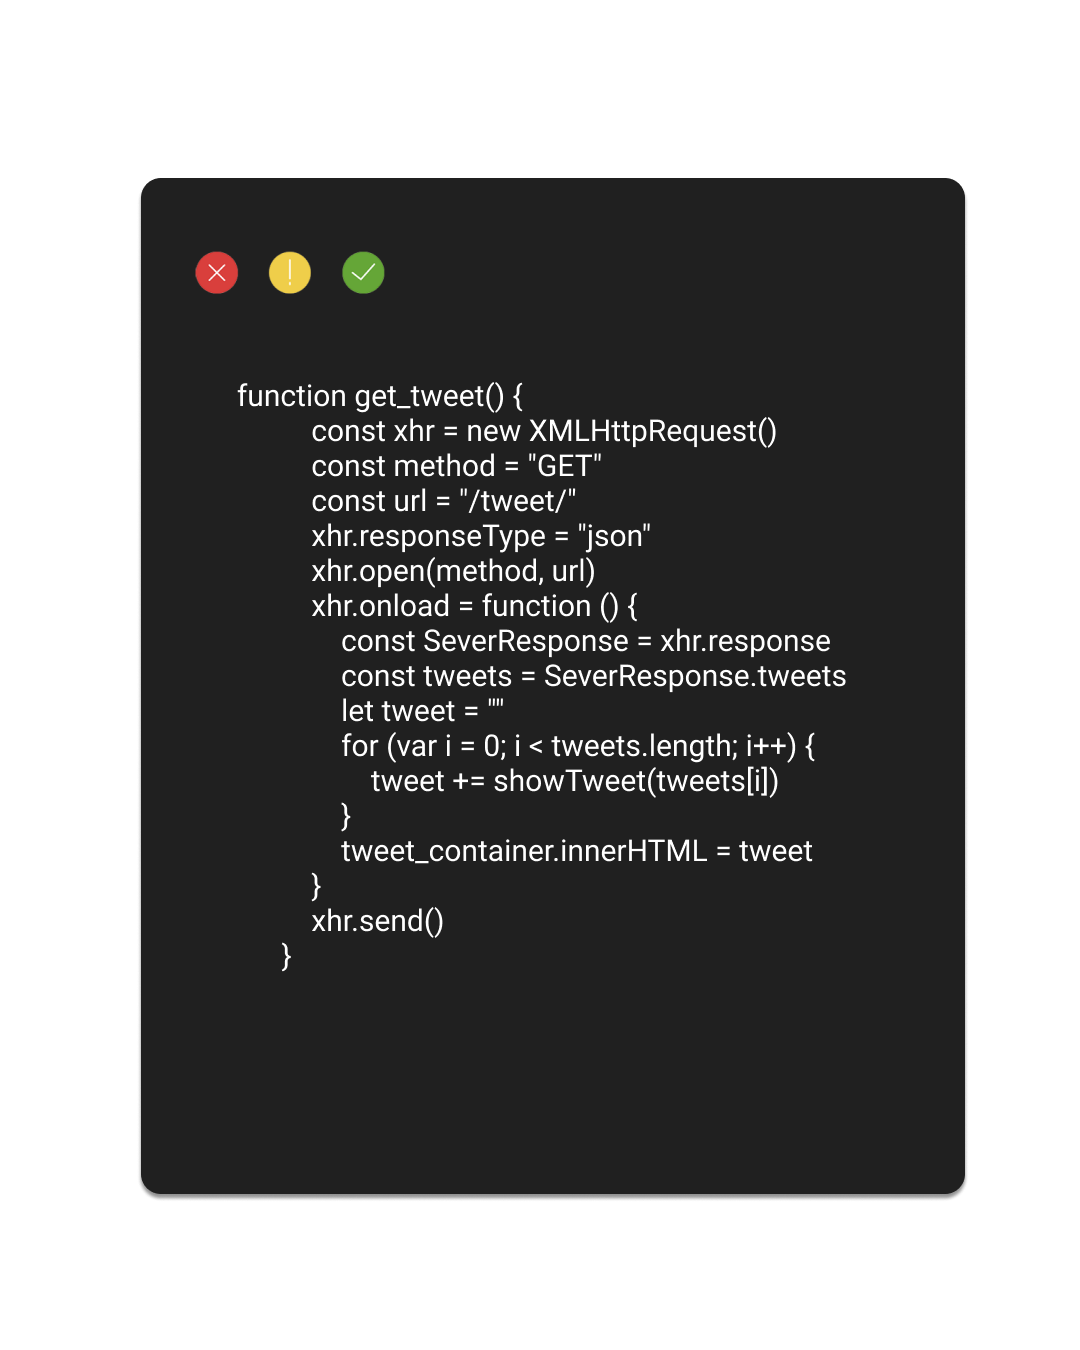 function get_tweet() {
const xhr = new XMLHttpRequest()
const method = "GET"
const url = "/tweet/"
xhr.responseType = "json"
xhr.open(method, url)
xhr.onload = function () {
const SeverResponse = xhr.response
const tweets = SeverResponse.tweets
let tweet = ""
for (var i = 0; i < tweets.length; i++) {
tweet += showTweet(tweets[i])
}
tweet_container.innerHTML = tweet
}
xhr.send()
}